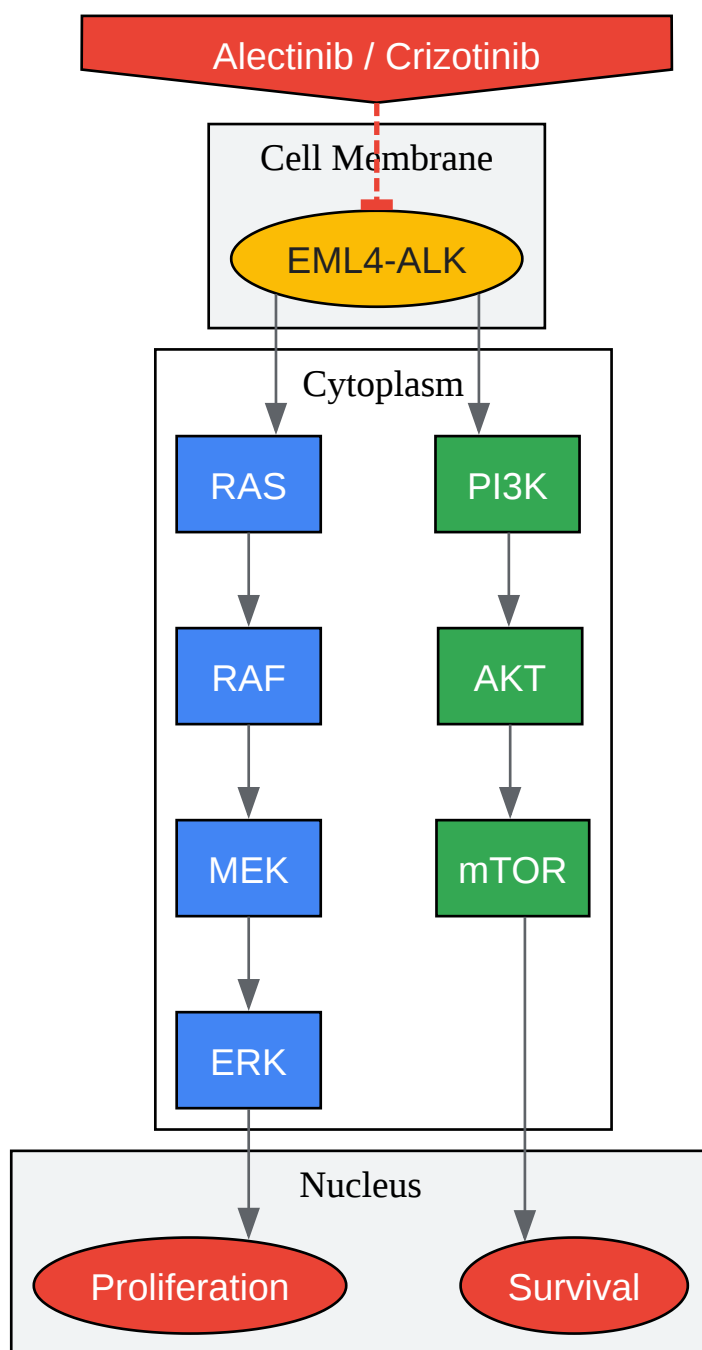 Alectinib / Crizotinib
Cell Membrane
EML4-ALK
Cytoplasm
RAS
PI3K
RAF
AKT
MEK
mTOR
ERK
Nucleus
Proliferation
Survival